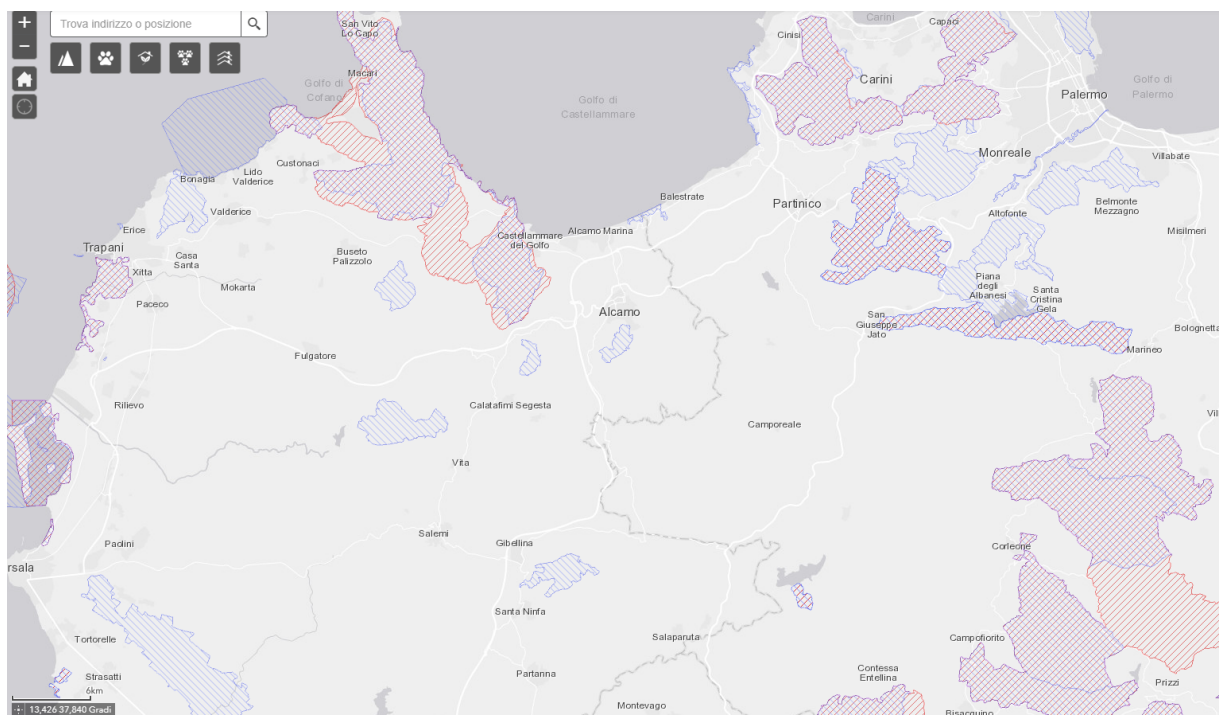 +
Trova indirizzo o posizione
−
San Vito
Lo Capo
Carini
Capaci
Cinisi
Macari
Golfo di
Cofano
Golfo di
Castellammare
Carini
Palermo
Golfo di
Palermo
Monreale
Villabate
Custonaci
Lido
Valderice
Bonagia
Valderice
Balestrate
Partinico
Altofonte
Belmonte
Mezzagno
Misilmeri
Erice
Trapani
Casa
Santa
Xitta
Paceco
Mokarta
Buseto
Palizzolo
Castellammare
del Golfo
Alcamo Marina
Piana
degli
Albanesi
Santa
Cristina
Gela
Alcamo
San
Giuseppe
Jato
Bolognetta
Marineo
Fulgatore
Rilievo
Calatafimi Segesta
Camporeale
Vil
Vita
Salemi
Gibellina
Corleone
Paolini
rsala
Santa Ninfa
Salaparuta
Campofiorito
Tortorelle
Strasatti
Partanna
Contessa
Entellina
Prizzi
Montevago
Bisacquino
6km
13,426 37,840 Gradi